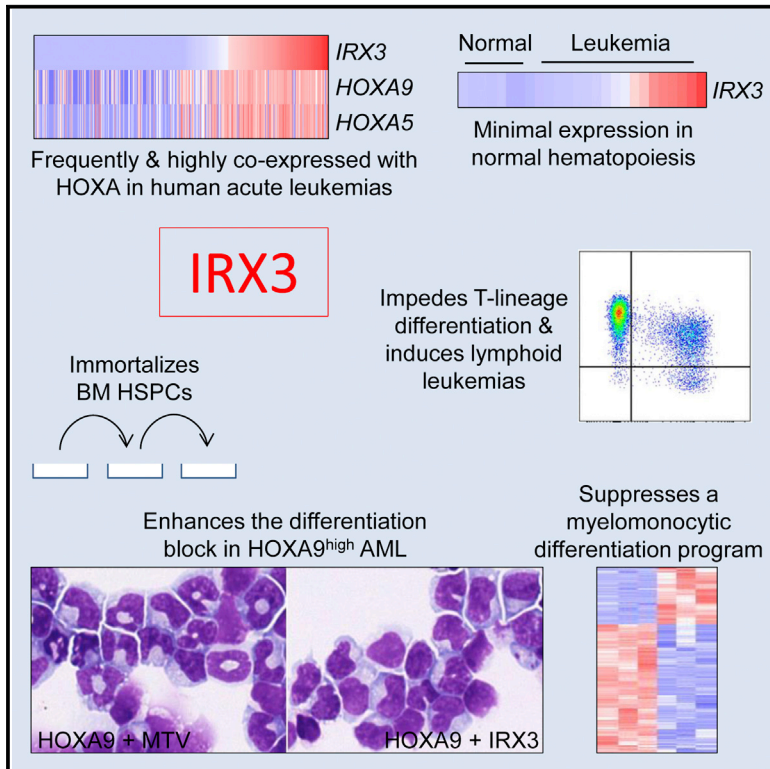 IRX3
HOXA9
HOXA5
Frequently & highly co-expressed with
HOXA in human acute leukemias
Normal Leukemia
IRX3
Minimal expression in
normal hematopoiesis
IRX3
Impedes T-lineage
differentiation &
induces lymphoid
leukemias
Immortalizes
BM HSPCs
Enhances the differentiation
block in HOXA9high AML
HOXA9 + MTV
HOXA9 + IRX3
Suppresses a
myelomonocytic
differentiation program